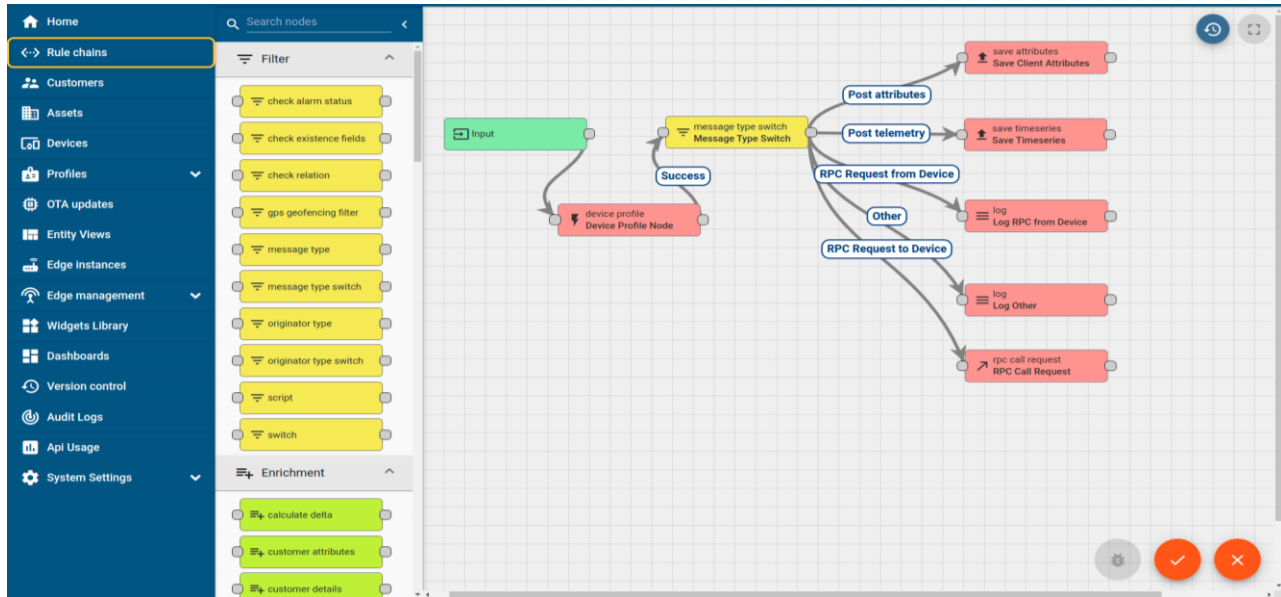 Home
Rule chains
Customers
Assets
Devices
Profiles
OTA updates
Entity Views
Edge instances
Edge management
Widgets Library
Dashboards
Version control
Audit Logs
Api Usage
System Settings
Search nodes
Filter
check alarm status
check existence fields
check relation
gps geofencing filter
message type
message type switch
originator type
originator type switch
script
switch
Enrichment
calculate delta
customer attributes
customer details
Input
device profile
Device Profile Node
Success
message type switch
Message Type Switch
Post attributes
Post telemetry
RPC Request from Device
Other
RPC Request to Device
save attributes
Save Client Attributes
save timeseries
Save Timeseries
log
Log RPC from Device
log
Log Other
rpc call request
RPC Call Request